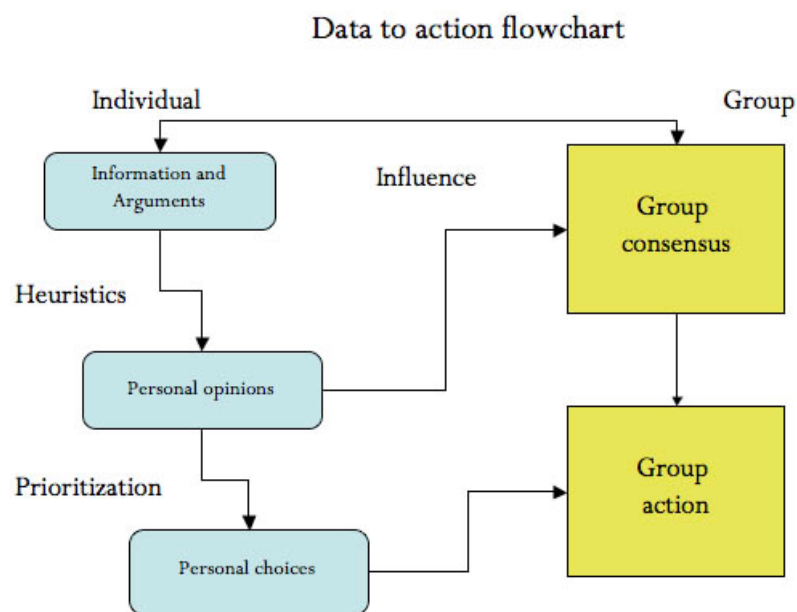 Data to action flowchart
Individual
Group
Information and
Arguments
Influence
Group
consensus
Heuristics
Personal opinions
Group
action
Prioritization
Personal choices